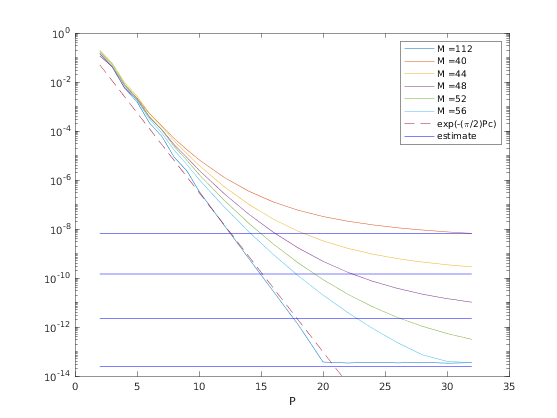 10^0
10^-2
10^-4
10^-6
10^-8
10^-10
10^-12
10^-14
M =112
M =40
M =44
M =48
M =52
M =56
exp(-(π/2)Pc)
estimate
0 5 10 15 20 25 30 35
P